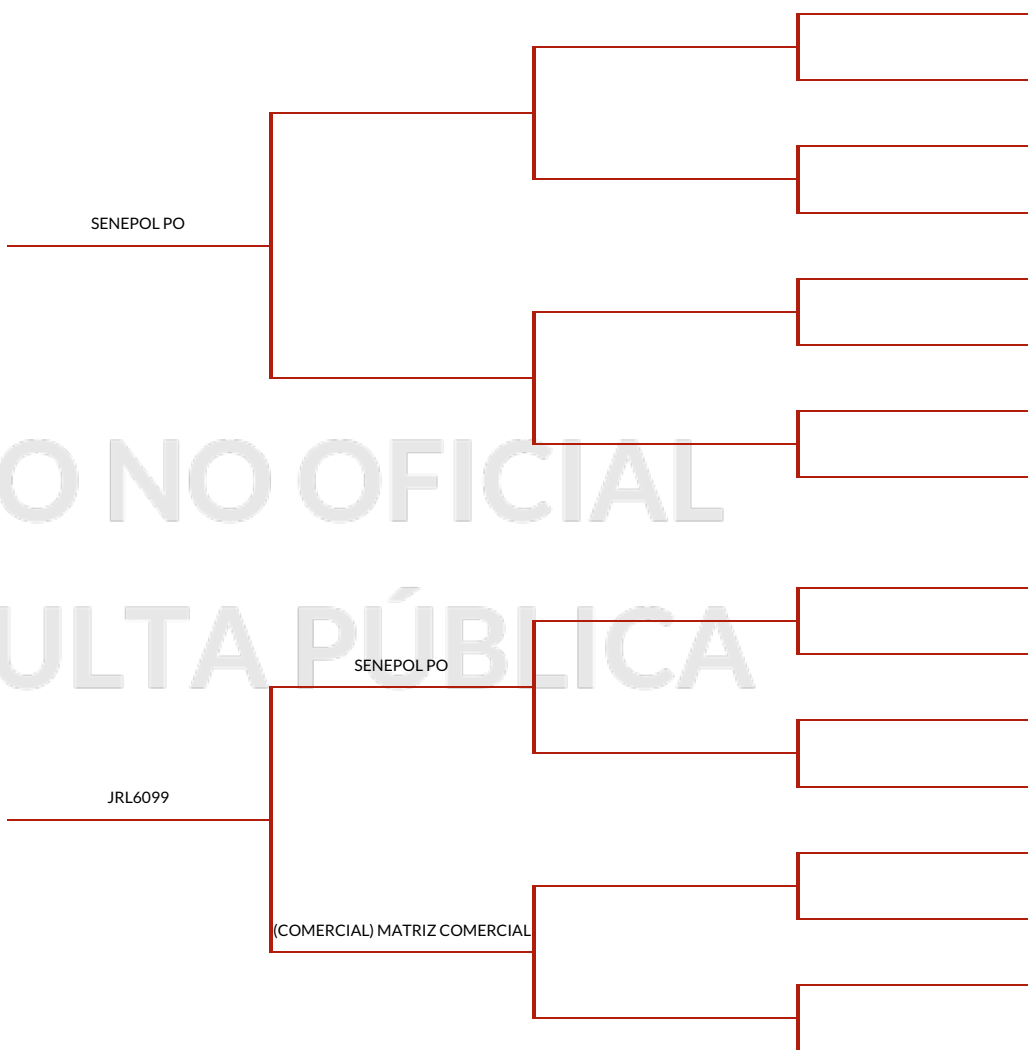 SENEPOL PO
O NO OFICIAL
ULTA PÚBLICA
SENEPOL PO
JRL6099
(COMERCIAL) MATRIZ COMERCIAL